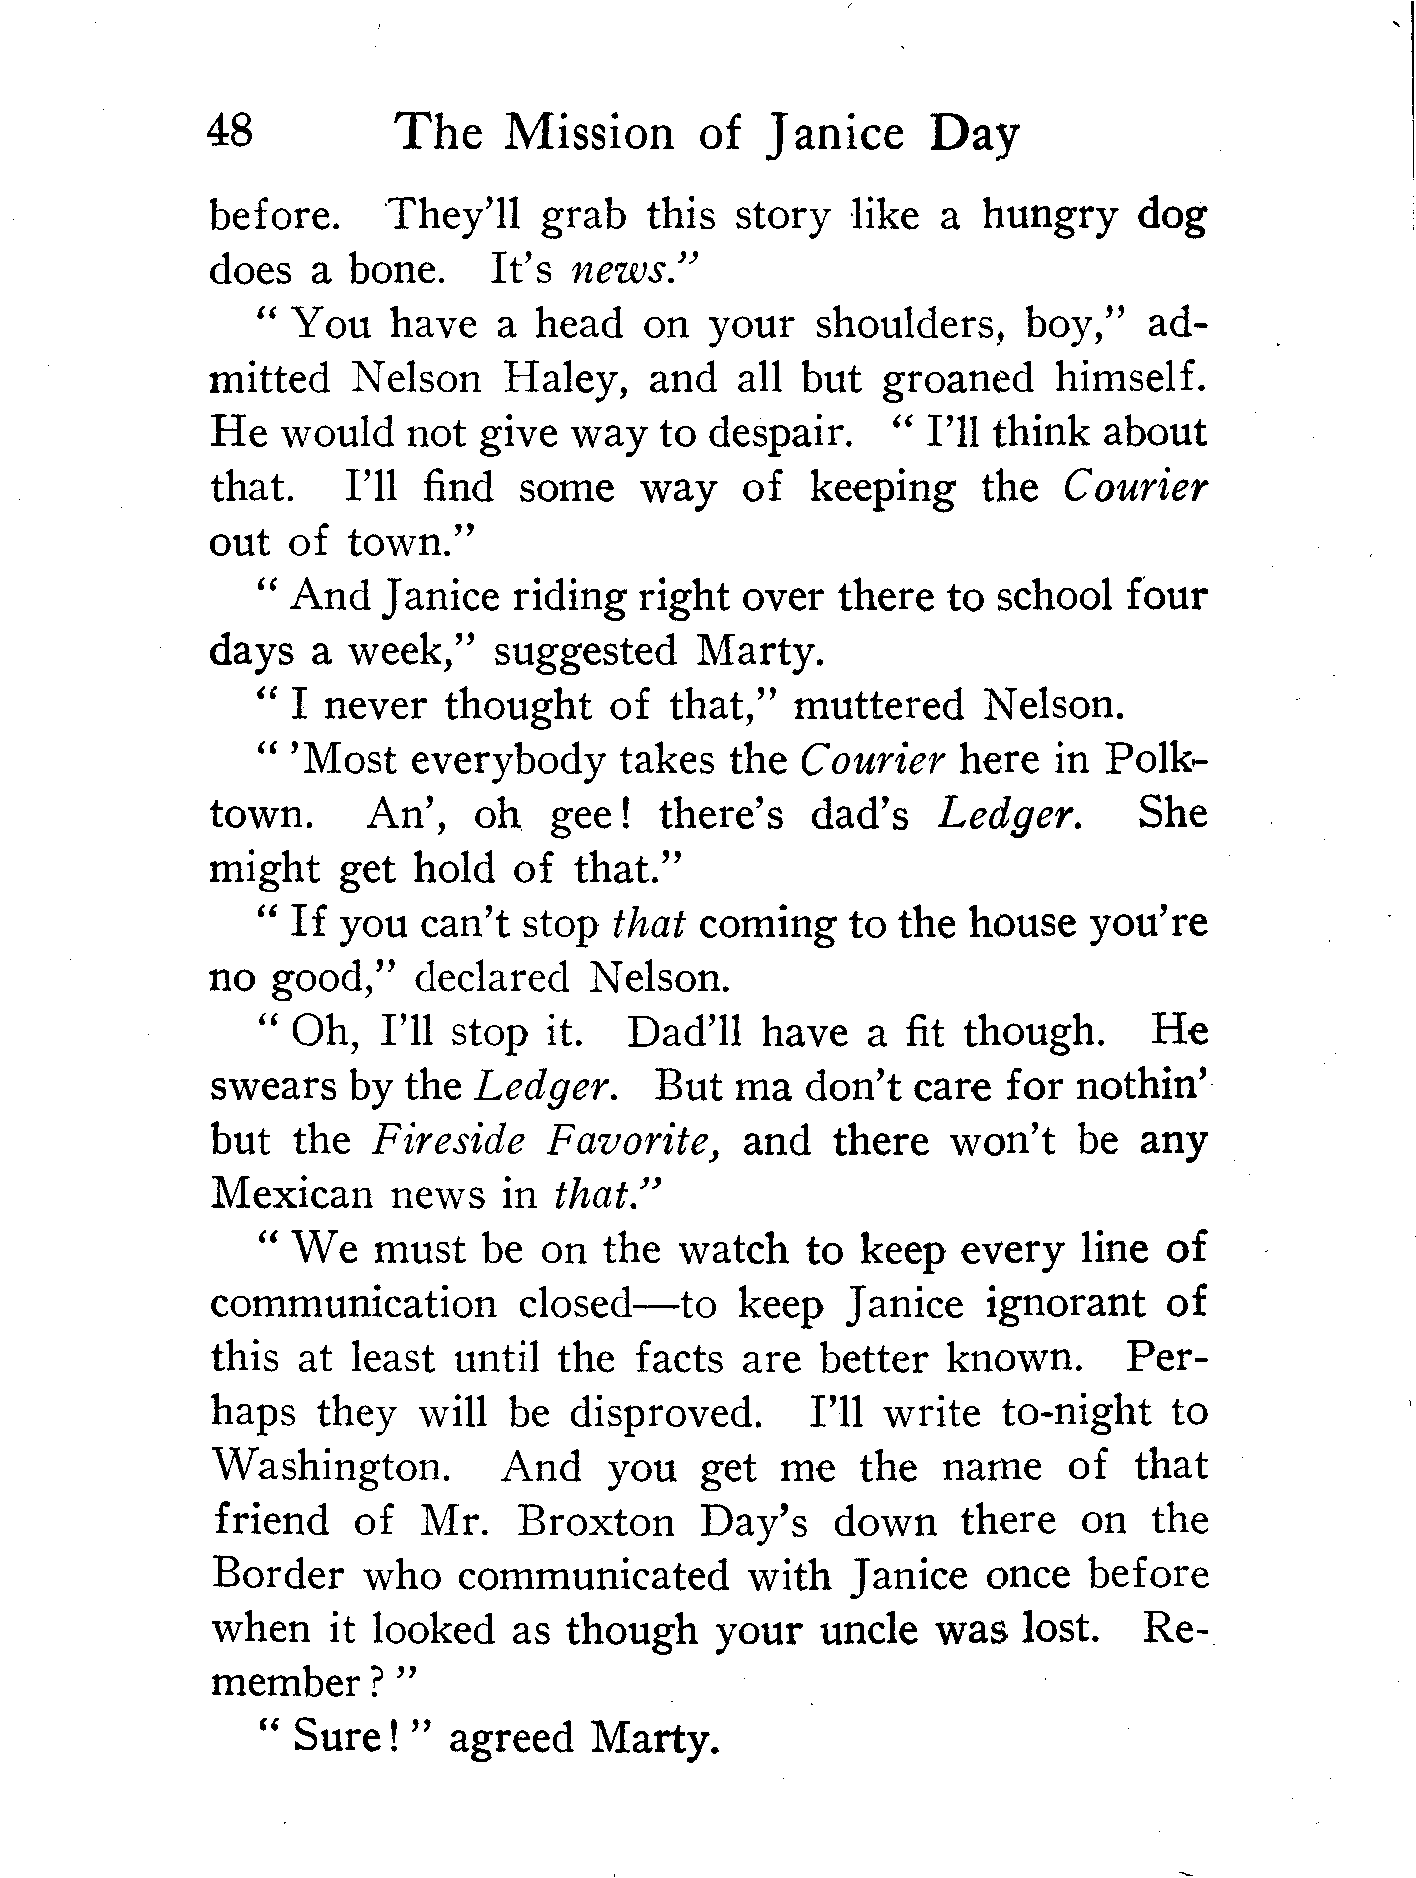 48 The Mission of Janice Day
before. They'll grab this story like a hungry dog
does a bone. It's news."
" You have a head on your shoulders, boy," ad-
mitted Nelson Haley, and all but groaned himself.
He would not give way to despair. " I'll think about
that. I'll find some way of keeping the Courier
out of town."
" And Janice riding right over there to school four
days a week," suggested Marty.
" I never thought of that," muttered Nelson.
" 'Most everybody takes the Courier here in Polk-
town. An', oh gee! there's dad's Ledger. She
might get hold of that."
" If you can't stop that coming to the house you're
no good," declared Nelson.
" Oh, I'll stop it. Dad'll have a fit though. He
swears by the Ledger. But ma don't care for nothin'
but the Fireside Favorite, and there won't be any
Mexican news in that."
" We must be on the watch to keep every line of
communication closed—to keep Janice ignorant of
this at least until the facts are better known. Per-
haps they will be disproved. I'll write to-night to
Washington. And you get me the name of that
friend of Mr. Broxton Day's down there on the
Border who communicated with Janice once before
when it looked as though your uncle was lost. Re-
member? "
" Sure! " agreed Marty.